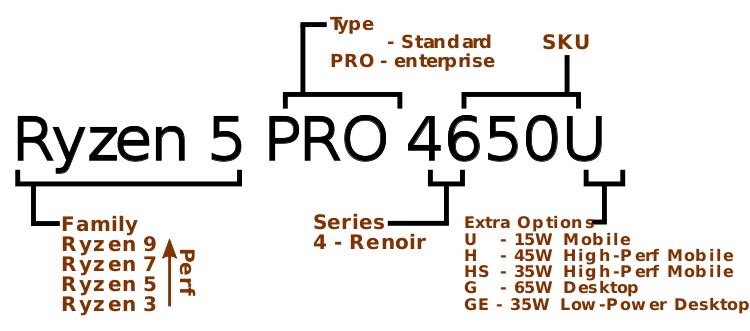 Type
- Standard
PRO - enterprise
SKU
Ryzen 5 PRO 4650U
Family
Ryzen 9
Ryzen 7
Ryzen 5
Ryzen 3
Perf
Series
4 - Renoir
Extra Options
U - 15W Mobile
H - 45W High-Perf Mobile
HS - 35W High-Perf Mobile
G - 65W Desktop
GE - 35W Low-Power Desktop